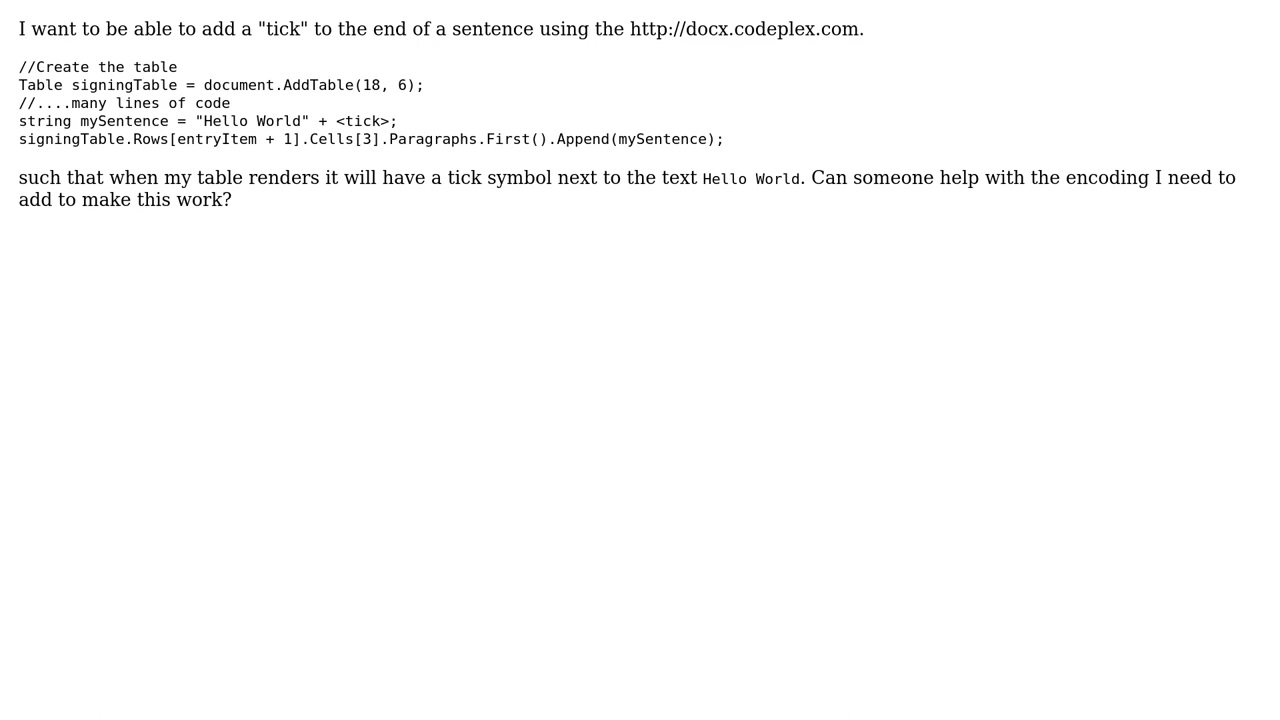 I want to be able to add a "tick" to the end of a sentence using the http://docx.codeplex.com.
//Create the table
Table signingTable = document.AddTable(18, 6);
//....many lines of code
string mySentence = "Hello World" + <tick>;
signingTable.Rows[entryItem + 1].Cells[3].Paragraphs.First().Append(mySentence);
such that when my table renders it will have a tick symbol next to the text Hello World. Can someone help with the encoding I need to
add to make this work?